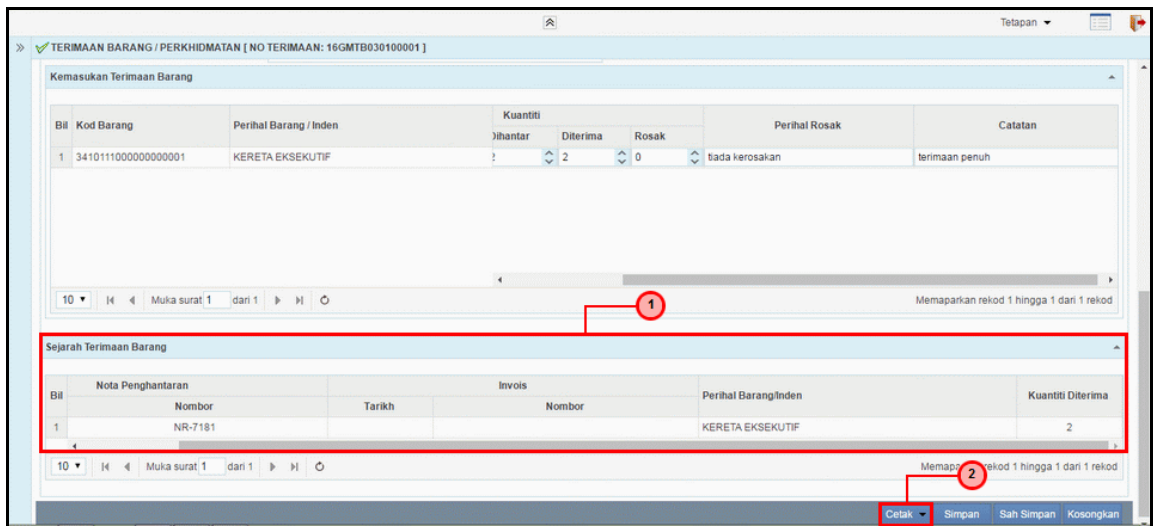 Tetapan
TERIMAAN BARANG / PERKHIDMATAN [ NO TERIMAAN: 16GMTB030100001 ]
Kemasukan Terimaan Barang
Bil Kod Barang Perihal Barang / Inden Kuantiti Perihal Rosak Catatan
Dihantar Diterima Rosak
1 3410111000000000001 KERETA EKSEKUTIF 2 2 0 tiada kerosakan terimaan penuh
10 Muka surat 1 dari 1 Memaparkan rekod 1 hingga 1 dari 1 rekod
1
Sejarah Terimaan Barang
Bil Nota Penghantaran Invois Perihal Barang/Inden Kuantiti Diterima
Nombor Tarikh Nombor
1 NR-7181 KERETA EKSEKUTIF 2
10 Muka surat 1 dari 1 rekod 1 hingga 1 dari 1 rekod
2
Cetak Simpan Sah Simpan Kosongkan